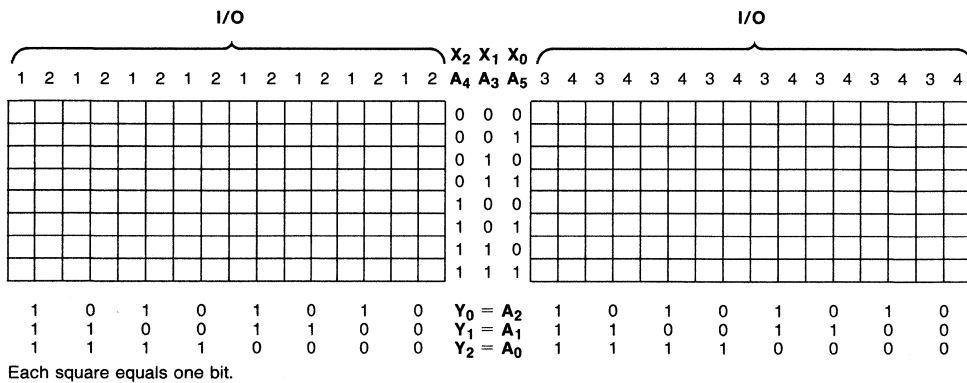 I/O I/O
X2 X1 X0
1 2 1 2 1 2 1 2 1 2 1 2 1 2 1 2 A4 A3 A5 3 4 3 4 3 4 3 4 3 4 3 4 3 4 3 4
0 0 0
0 0 1
0 1 0
0 1 1
1 0 0
1 0 1
1 1 0
1 1 1
1 0 1 0 1 0 1 0 Y0 = A2 1 0 1 0 1 0 1 0
1 1 0 0 1 1 0 0 Y1 = A1 1 1 0 0 1 1 0 0
1 1 1 1 0 0 0 0 Y2 = A0 1 1 1 1 0 0 0 0
Each square equals one bit.